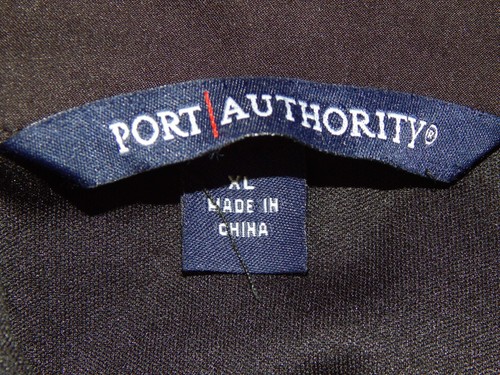 PORT AUTHORITY®
XL
MADE IN
CHINA